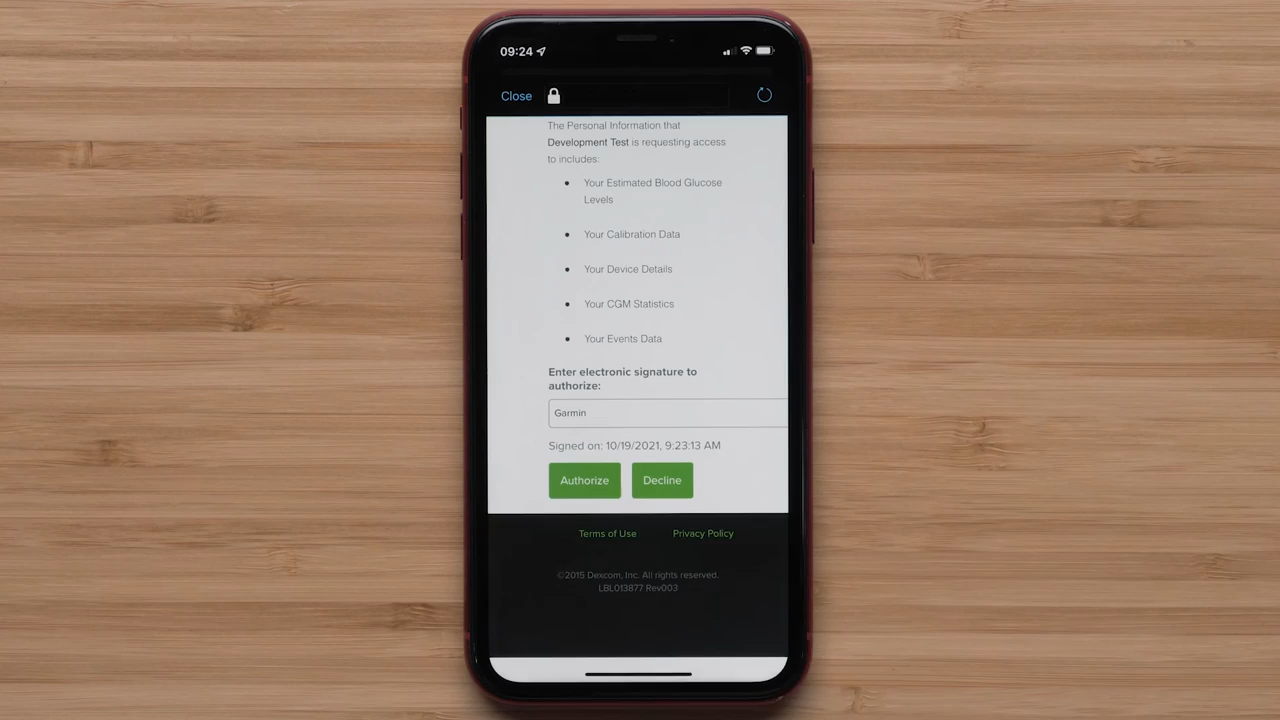 09:24
Close
The Personal Information that
Development Test is requesting access
to includes:
• Your Estimated Blood Glucose
Levels
• Your Calibration Data
• Your Device Details
• Your CGM Statistics
• Your Events Data
Enter electronic signature to
authorize:
Garmin
Signed on: 10/19/2021, 9:23:13 AM
Authorize Decline
Terms of Use Privacy Policy
©2015 Dexcom, Inc. All rights reserved.
LBL013877 Rev003